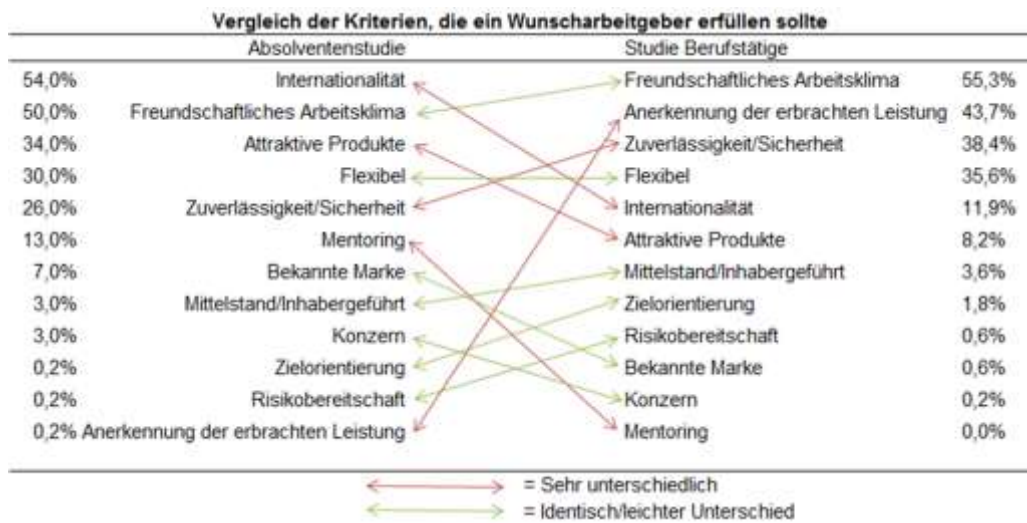 Vergleich der Kriterien, die ein Wunscharbeitgeber erfüllen sollte
Absolventenstudie Studie Berufstätige
54,0% Internationalität Freundschaftliches Arbeitsklima 55,3%
50,0% Freundschaftliches Arbeitsklima Anerkennung der erbrachten Leistung 43,7%
34,0% Attraktive Produkte Zuverlässigkeit/Sicherheit 38,4%
30,0% Flexibel Flexibel 35,6%
26,0% Zuverlässigkeit/Sicherheit Internationalität 11,9%
13,0% Mentoring Attraktive Produkte 8,2%
7,0% Bekannte Marke Mittelstand/Inhabergeführt 3,6%
3,0% Mittelstand/Inhabergeführt Zielorientierung 1,8%
3,0% Konzern Risikobereitschaft 0,6%
0,2% Zielorientierung Bekannte Marke 0,6%
0,2% Risikobereitschaft Konzern 0,2%
0,2% Anerkennung der erbrachten Leistung Mentoring 0,0%
= Sehr unterschiedlich
= Identisch/leichter Unterschied